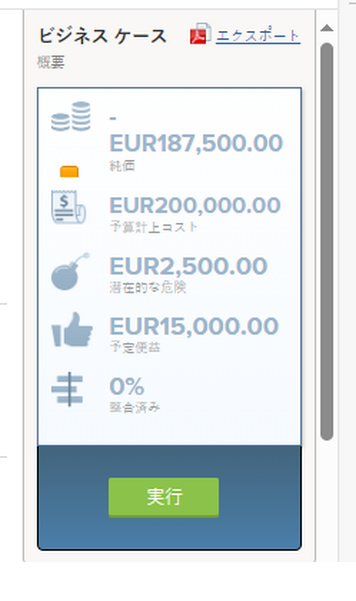 ビジネス ケース
エクスポート
概要
-
EUR187,500.00
純価
$
EUR200,000.00
予算計上コスト
EUR2,500.00
潜在的な危険
EUR15,000.00
予定便益
0%
整合済み
実行